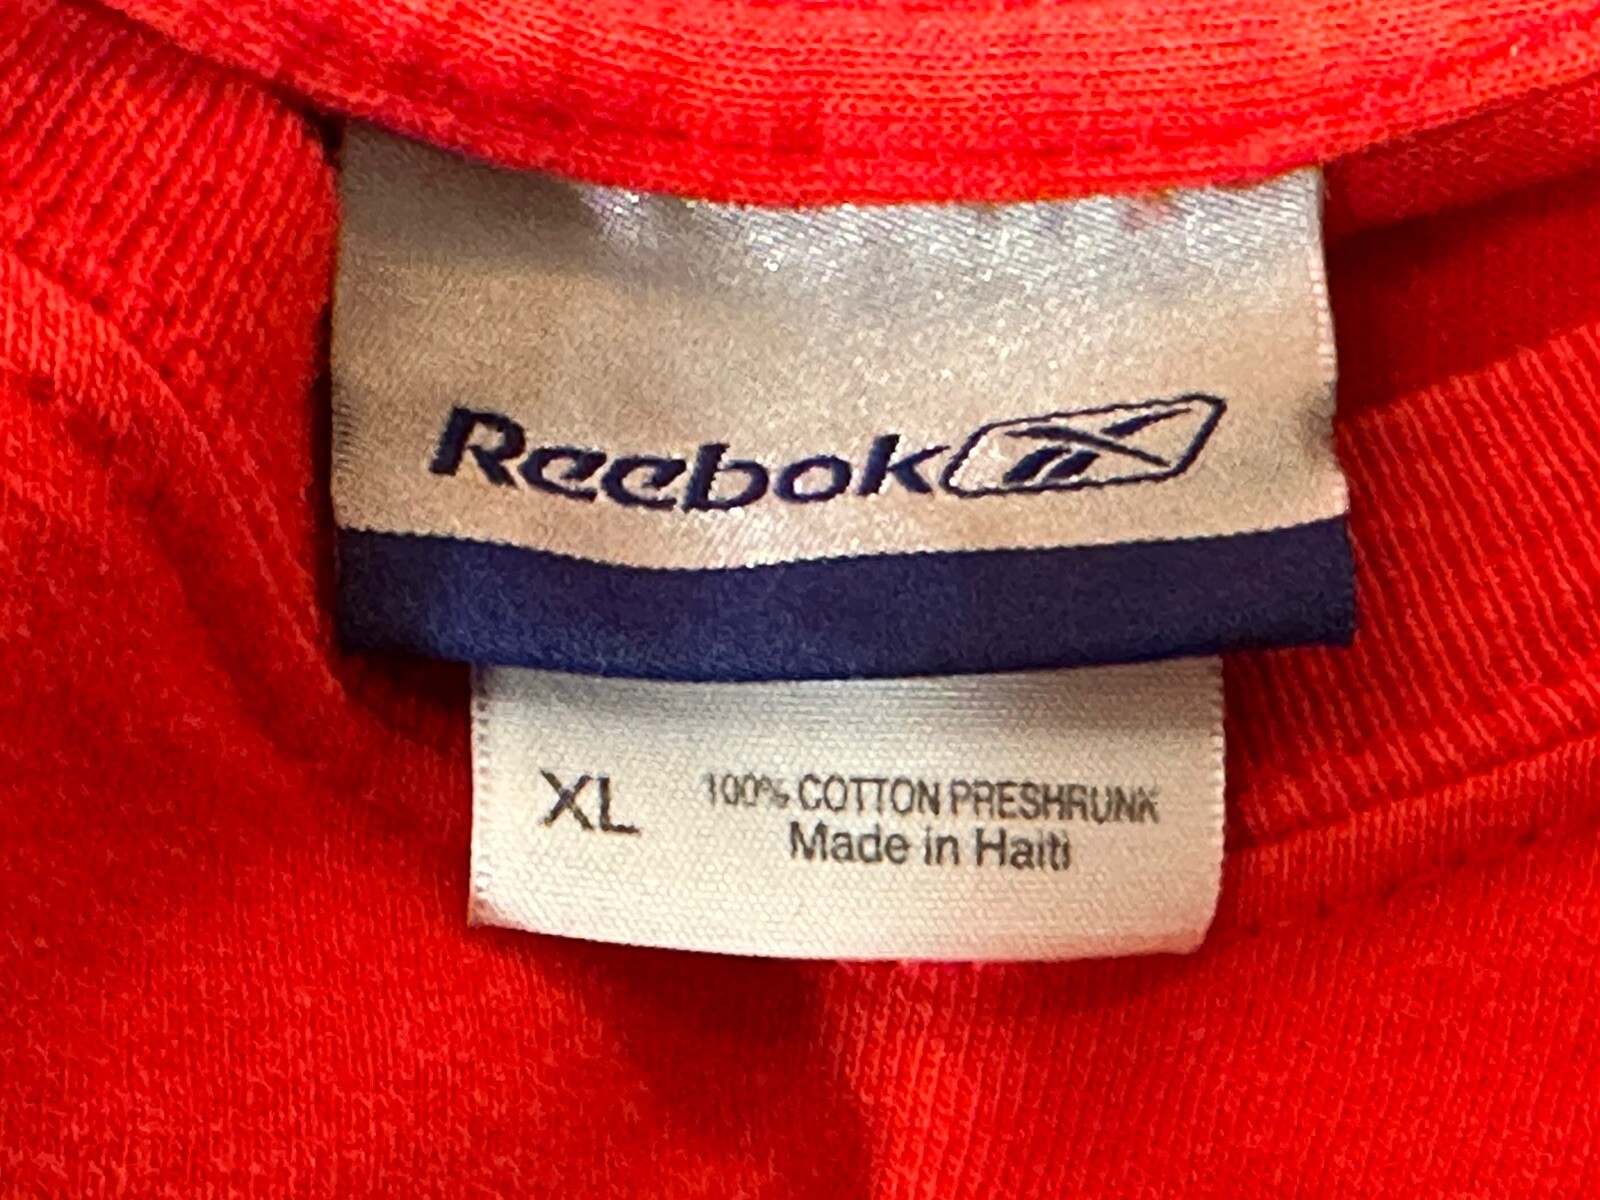 Reebok
XL 100% COTTON PRESHRUNK
Made in Haiti